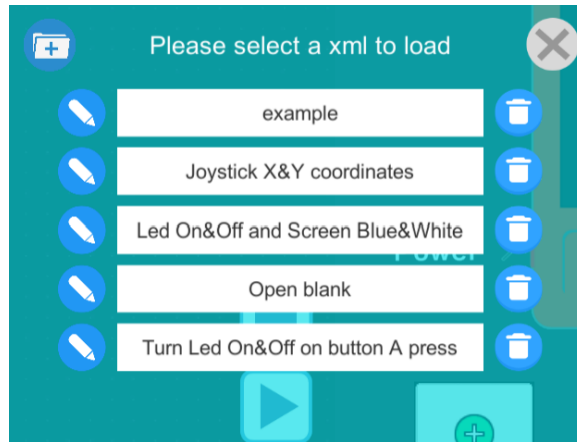 Please select a xml to load
example
Joystick X&Y coordinates
Led On&Off and Screen Blue&White
Power
Open blank
Turn Led On&Off on button A press